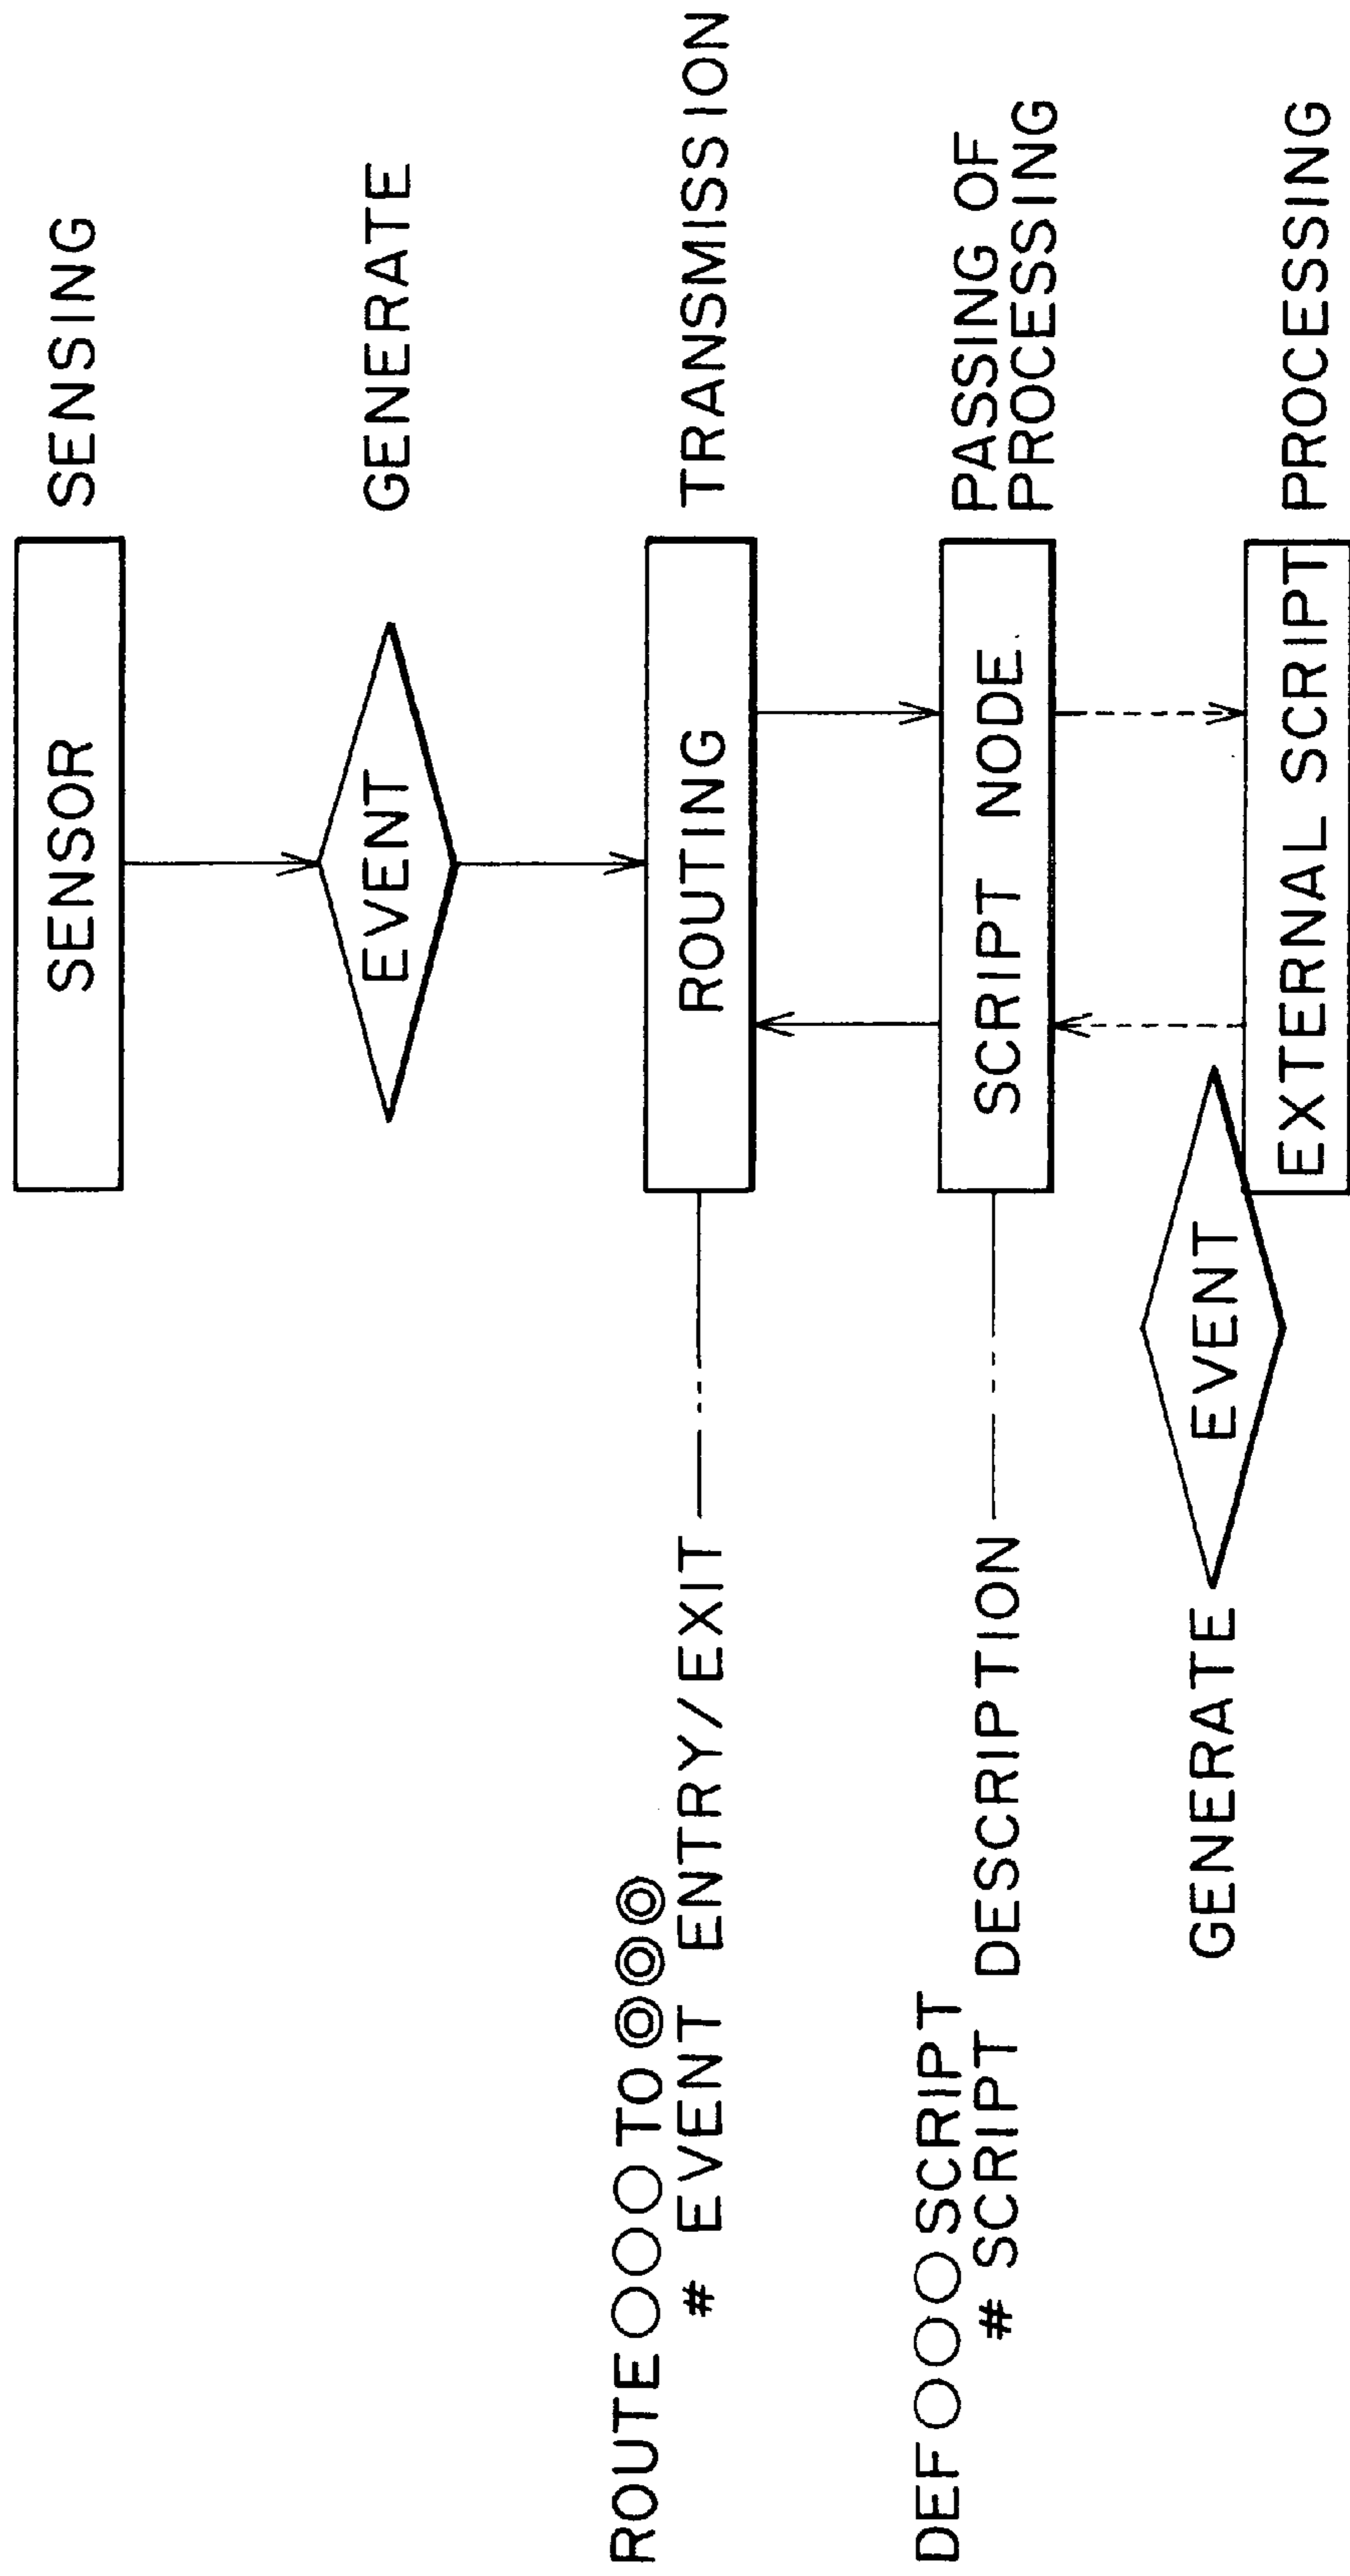 SENSOR
SENSING
EVENT
GENERATE
ROUTE○○○TO◎◎◎
# EVENT ENTRY/EXIT
ROUTING
TRANSMISSION
DEF○○○SCRIPT
# SCRIPT DESCRIPTION
SCRIPT NODE
PASSING OF
PROCESSING
GENERATE
EVENT
EXTERNAL SCRIPT
PROCESSING